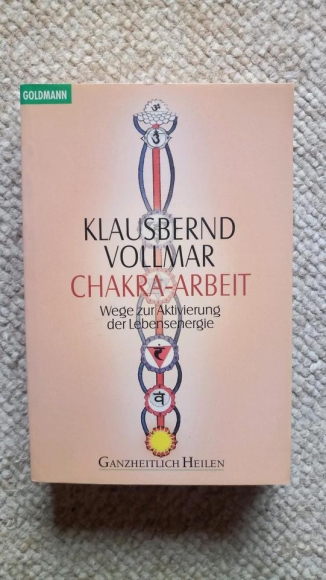 GOLDMANN
ॐ
KLAUSBERND
VOLLMAR
CHAKRA-ARBEIT
Wege zur Aktivierung
der Lebensenergie
रं
वं
GANZHEITLICH HEILEN